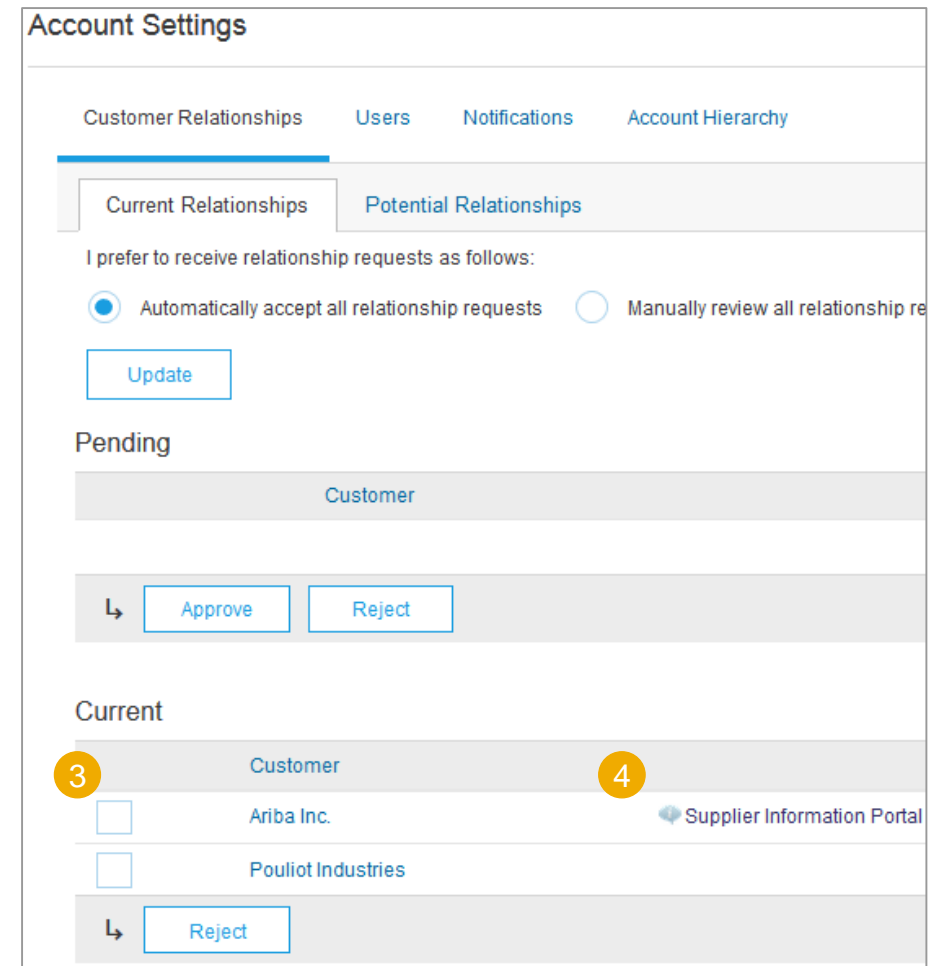 Account Settings
Customer Relationships Users Notifications Account Hierarchy
Current Relationships Potential Relationships
I prefer to receive relationship requests as follows:
Automatically accept all relationship requests Manually review all relationship re
Update
Pending
Customer
Approve Reject
Current
3 Customer 4
Ariba Inc. Supplier Information Portal
Pouliot Industries
Reject